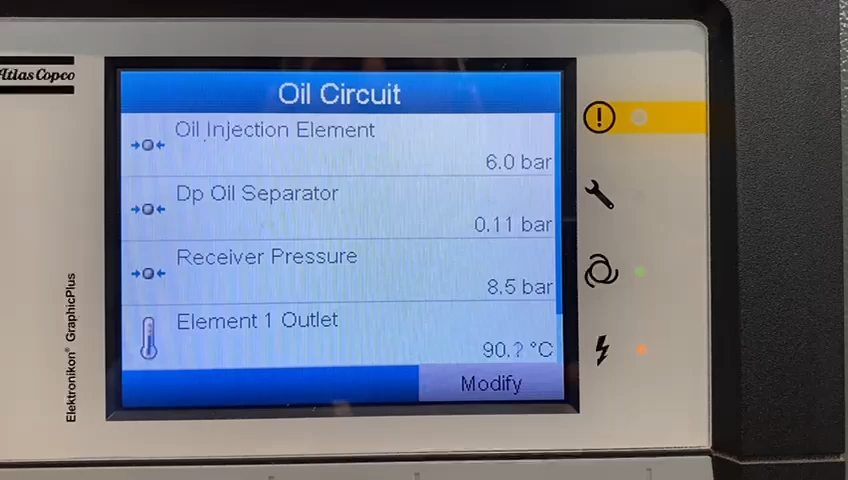 Atlas Copco
Oil Circuit
Oil Injection Element
6.0 bar
Dp Oil Separator
0.11 bar
Receiver Pressure
8.5 bar
Element 1 Outlet
90.? °C
Modify
Elektronikon® GraphicPlus